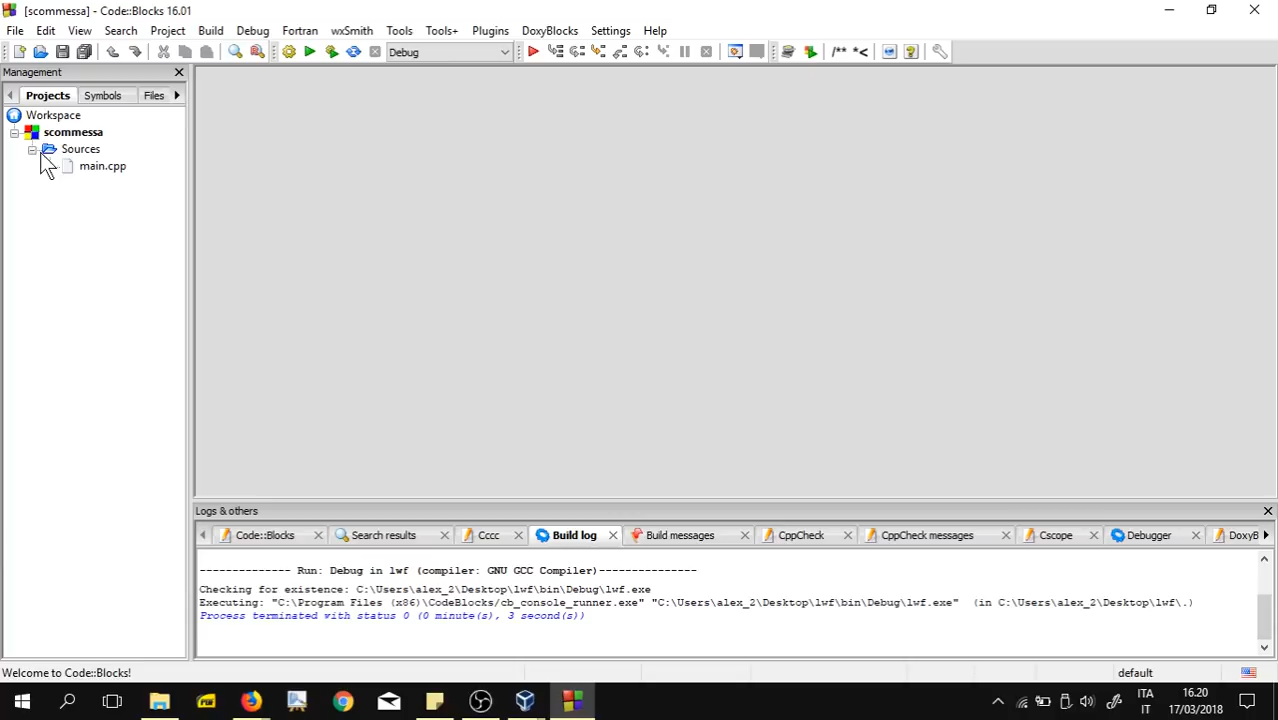 [scommessa] - Code::Blocks 16.01
File Edit View Search Project Build Debug Fortran wxSmith Tools Tools+ Plugins DoxyBlocks Settings Help
Debug /** *<
Management
Projects Symbols Files
Workspace
scommessa
Sources
main.cpp
Logs & others
Code::Blocks Search results Cccc Build log Build messages CppCheck CppCheck messages Cscope Debugger DoxyB
-------------- Run: Debug in lwf (compiler: GNU GCC Compiler)---------------
Checking for existence: C:\Users\alex_2\Desktop\lwf\bin\Debug\lwf.exe
Executing: "C:\Program Files (x86)\CodeBlocks/cb_console_runner.exe" "C:\Users\alex_2\Desktop\lwf\bin\Debug\lwf.exe"  (in C:\Users\alex_2\Desktop\lwf\.)
Process terminated with status 0 (0 minute(s), 3 second(s))
Welcome to Code::Blocks! default
ITA 16.20
IT 17/03/2018